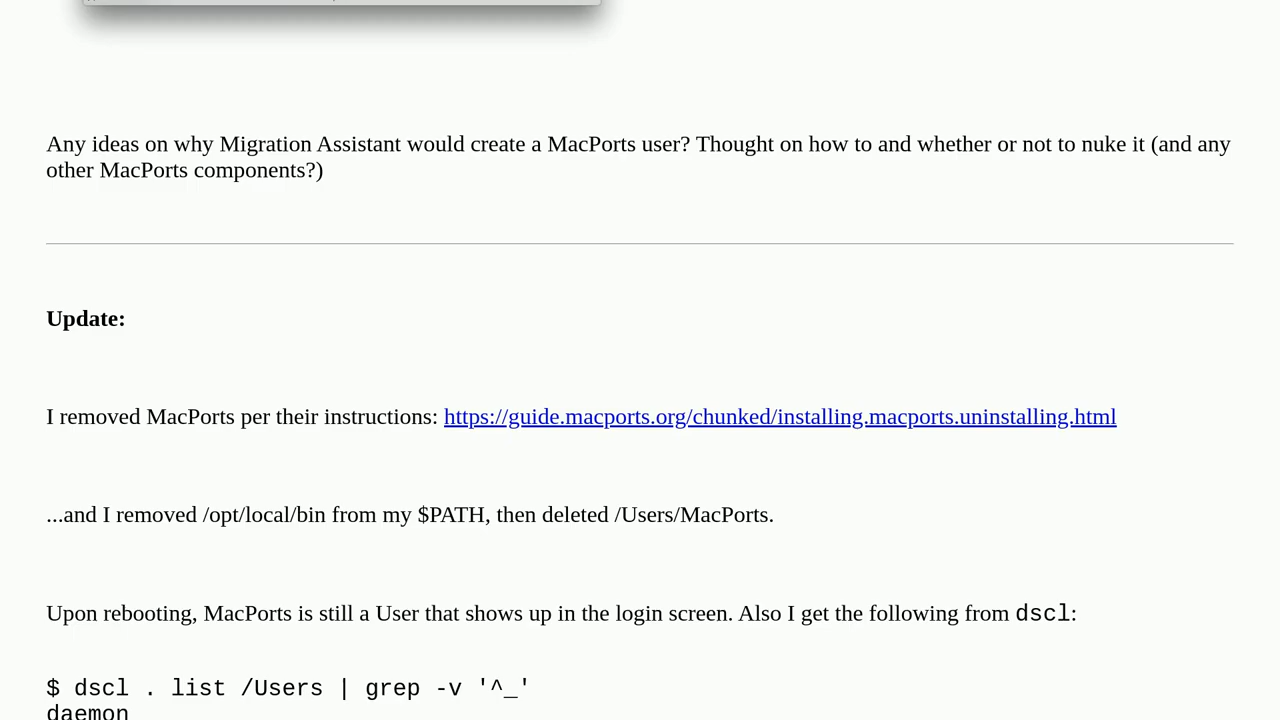 Any ideas on why Migration Assistant would create a MacPorts user? Thought on how to and whether or not to nuke it (and any
other MacPorts components?)
Update:
I removed MacPorts per their instructions: https://guide.macports.org/chunked/installing.macports.uninstalling.html
...and I removed /opt/local/bin from my $PATH, then deleted /Users/MacPorts.
Upon rebooting, MacPorts is still a User that shows up in the login screen. Also I get the following from dscl:
$ dscl . list /Users | grep -v '^_'
daemon